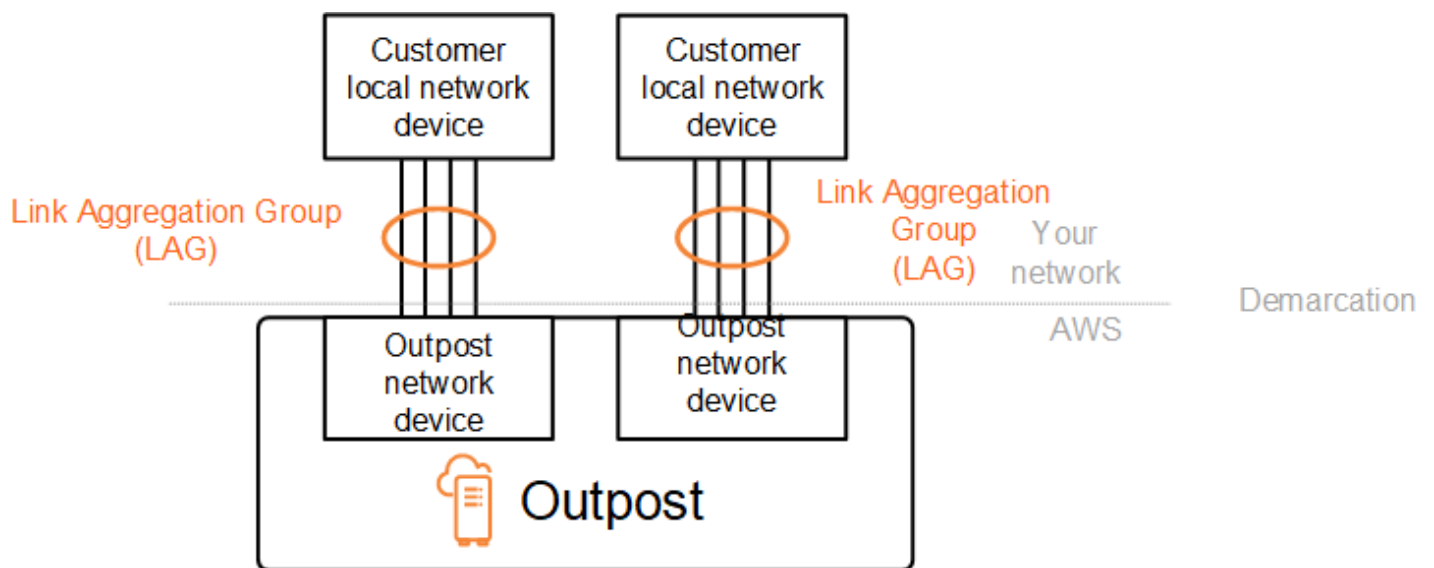 Customer
local network
device
Customer
local network
device
Link Aggregation Group
(LAG)
Link Aggregation
Group
(LAG)
Your
network
Demarcation
AWS
Outpost
network
device
Outpost
network
device
Outpost